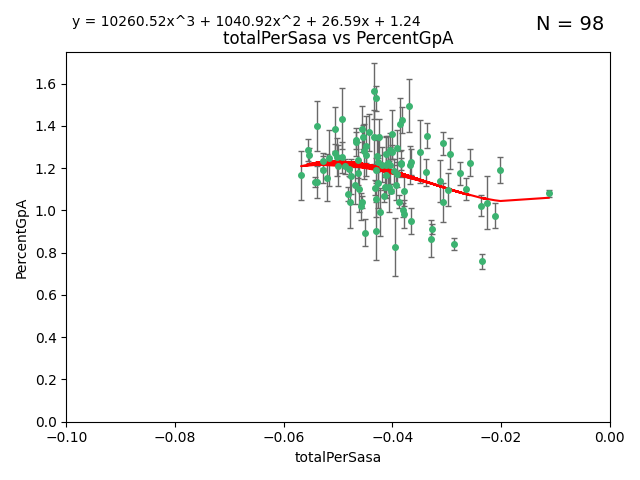 y = 10260.52x^3 + 1040.92x^2 + 26.59x + 1.24
N = 98
totalPerSasa vs PercentGpA
PercentGpA
1.6
1.4
1.2
1.0
0.8
0.6
0.4
0.2
0.0
−0.10 −0.08 −0.06 −0.04 −0.02 0.00
totalPerSasa